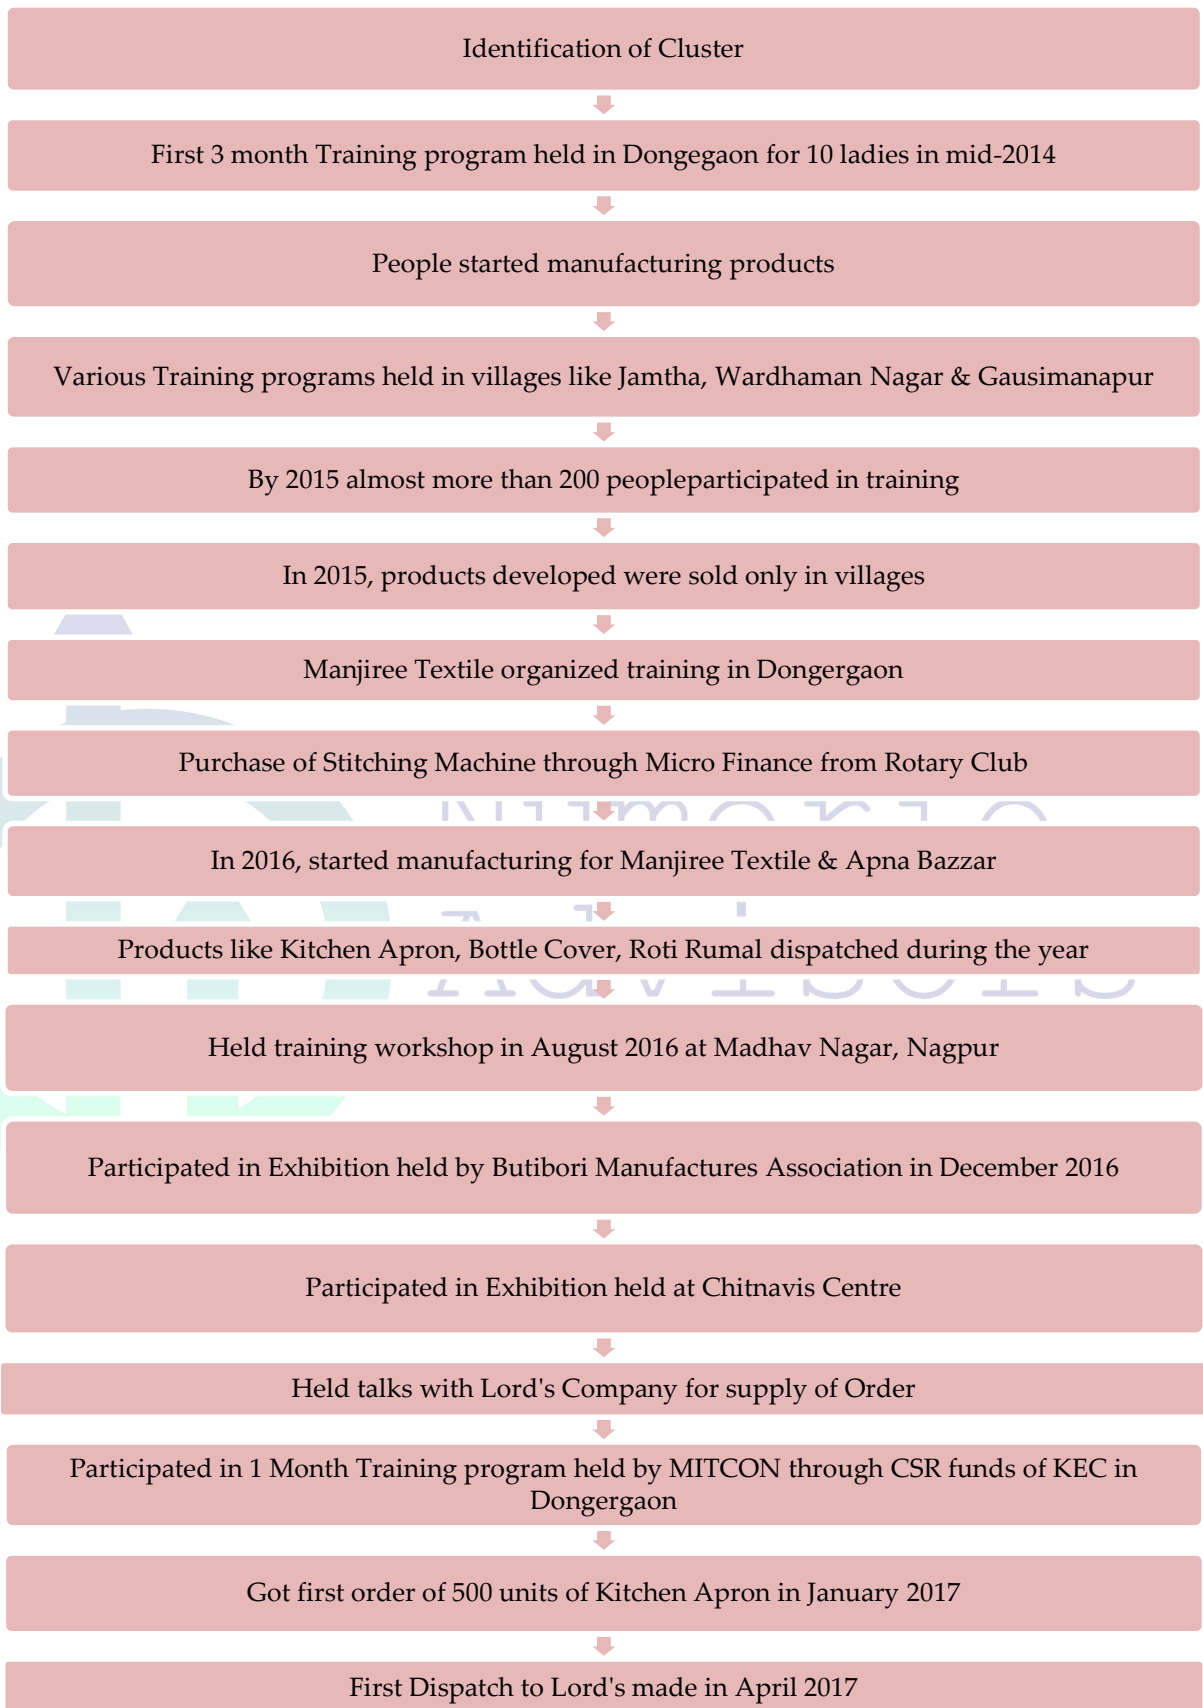 Identification of Cluster
First 3 month Training program held in Dongegaon for 10 ladies in mid-2014
People started manufacturing products
Various Training programs held in villages like Jamtha, Wardhaman Nagar & Gausimanapur
By 2015 almost more than 200 peopleparticipated in training
In 2015, products developed were sold only in villages
Manjiree Textile organized training in Dongergaon
Purchase of Stitching Machine through Micro Finance from Rotary Club
In 2016, started manufacturing for Manjiree Textile & Apna Bazzar
Products like Kitchen Apron, Bottle Cover, Roti Rumal dispatched during the year
Held training workshop in August 2016 at Madhav Nagar, Nagpur
Participated in Exhibition held by Butibori Manufactures Association in December 2016
Participated in Exhibition held at Chitnavis Centre
Held talks with Lord's Company for supply of Order
Participated in 1 Month Training program held by MITCON through CSR funds of KEC in
Dongergaon
Got first order of 500 units of Kitchen Apron in January 2017
First Dispatch to Lord's made in April 2017